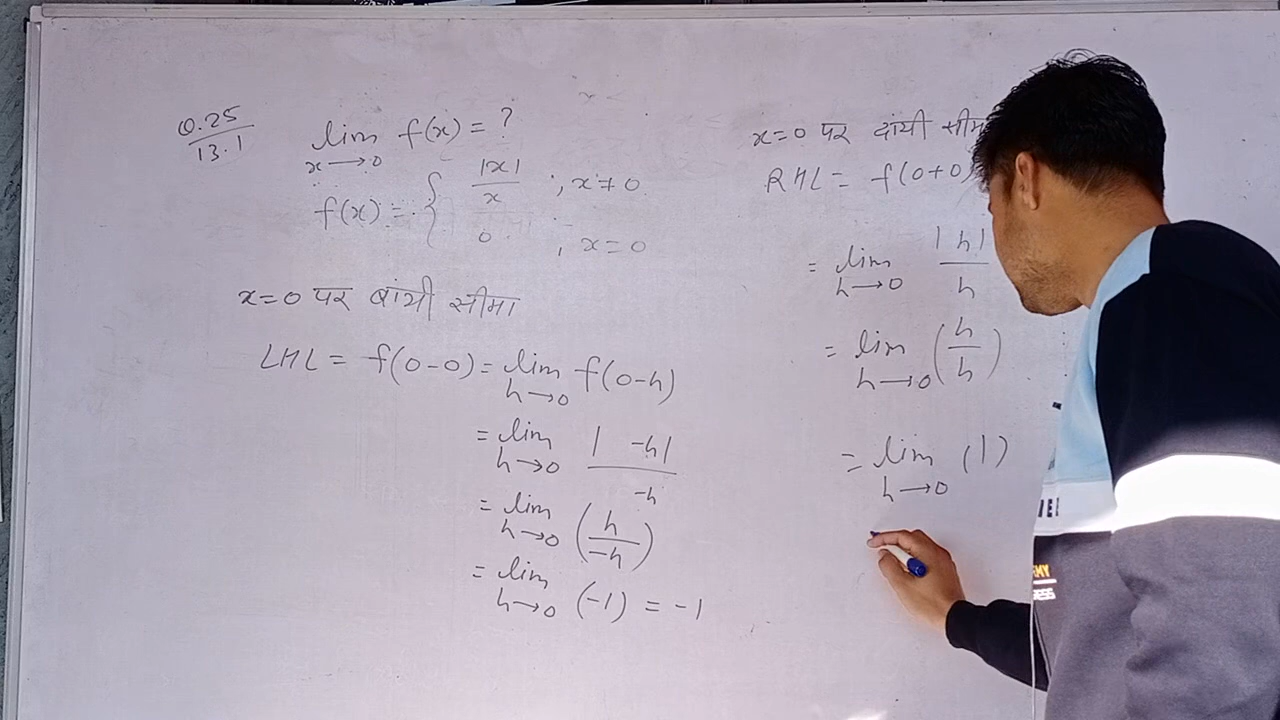 Q.25
13.1
lim f(x) = ?
x→0
f(x) = { |x|/x ; x≠0
0 ; x=0
x=0 पर बांयी सीमा
LHL = f(0-0) = lim f(0-h)
h→0
= lim |-h|/-h
h→0
= lim (h/-h)
h→0
= lim (-1) = -1
h→0
x=0 पर दांयी
RHL = f(0+0)
= lim |h|/h
h→0
= lim (h/h)
h→0
= lim (1)
h→0